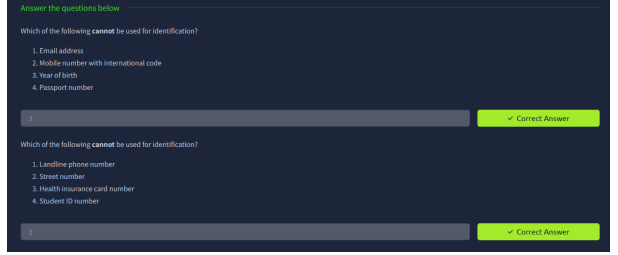 Answer the questions below
Which of the following cannot be used for identification?
1. Email address
2. Mobile number with international code
3. Year of birth
4. Passport number
3
✓ Correct Answer
Which of the following cannot be used for identification?
1. Landline phone number
2. Street number
3. Health insurance card number
4. Student ID number
2
✓ Correct Answer